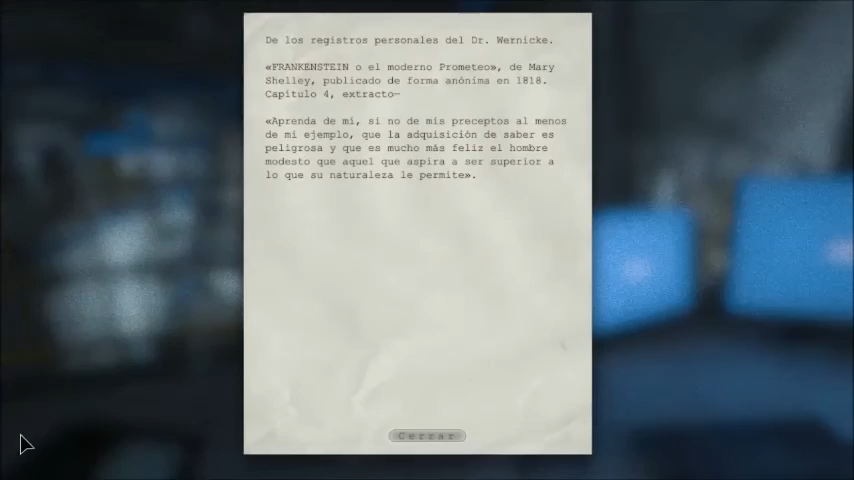 De los registros personales del Dr. Wernicke.
«FRANKENSTEIN o el moderno Prometeo», de Mary
Shelley, publicado de forma anónima en 1818.
Capítulo 4, extracto—
«Aprenda de mí, si no de mis preceptos al menos
de mi ejemplo, que la adquisición de saber es
peligrosa y que es mucho más feliz el hombre
modesto que aquel que aspira a ser superior a
lo que su naturaleza le permite».
Cerrar